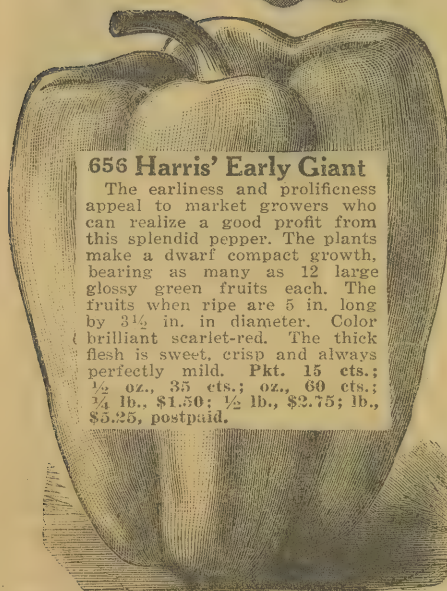 656 Harris' Early Giant
The earliness and prolificness
appeal to market growers who
can realize a good profit from
this splendid pepper. The plants
make a dwarf compact growth,
bearing as many as 12 large
glossy green fruits each. The
fruits when ripe are 5 in. long
by 3½ in. in diameter. Color
brilliant scarlet-red. The thick
flesh is sweet, crisp and always
perfectly mild. Pkt. 15 cts.;
½ oz., 35 cts.; oz., 60 cts.;
¼ lb., $1.50; ½ lb., $2.75; lb.,
$5.25, postpaid.